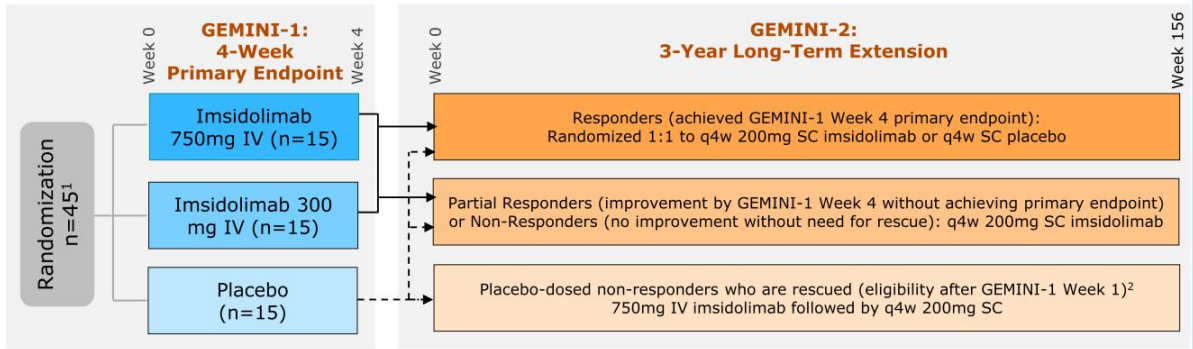 GEMINI-1:
4-Week
Primary Endpoint
Week 0
Week 4
GEMINI-2:
3-Year Long-Term Extension
Week 0
Week 156
Randomization
n=45¹
Imsidolimab
750mg IV (n=15)
Imsidolimab 300
mg IV (n=15)
Placebo
(n=15)
Responders (achieved GEMINI-1 Week 4 primary endpoint):
Randomized 1:1 to q4w 200mg SC imsidolimab or q4w SC placebo
Partial Responders (improvement by GEMINI-1 Week 4 without achieving primary endpoint)
or Non-Responders (no improvement without need for rescue): q4w 200mg SC imsidolimab
Placebo-dosed non-responders who are rescued (eligibility after GEMINI-1 Week 1)²
750mg IV imsidolimab followed by q4w 200mg SC